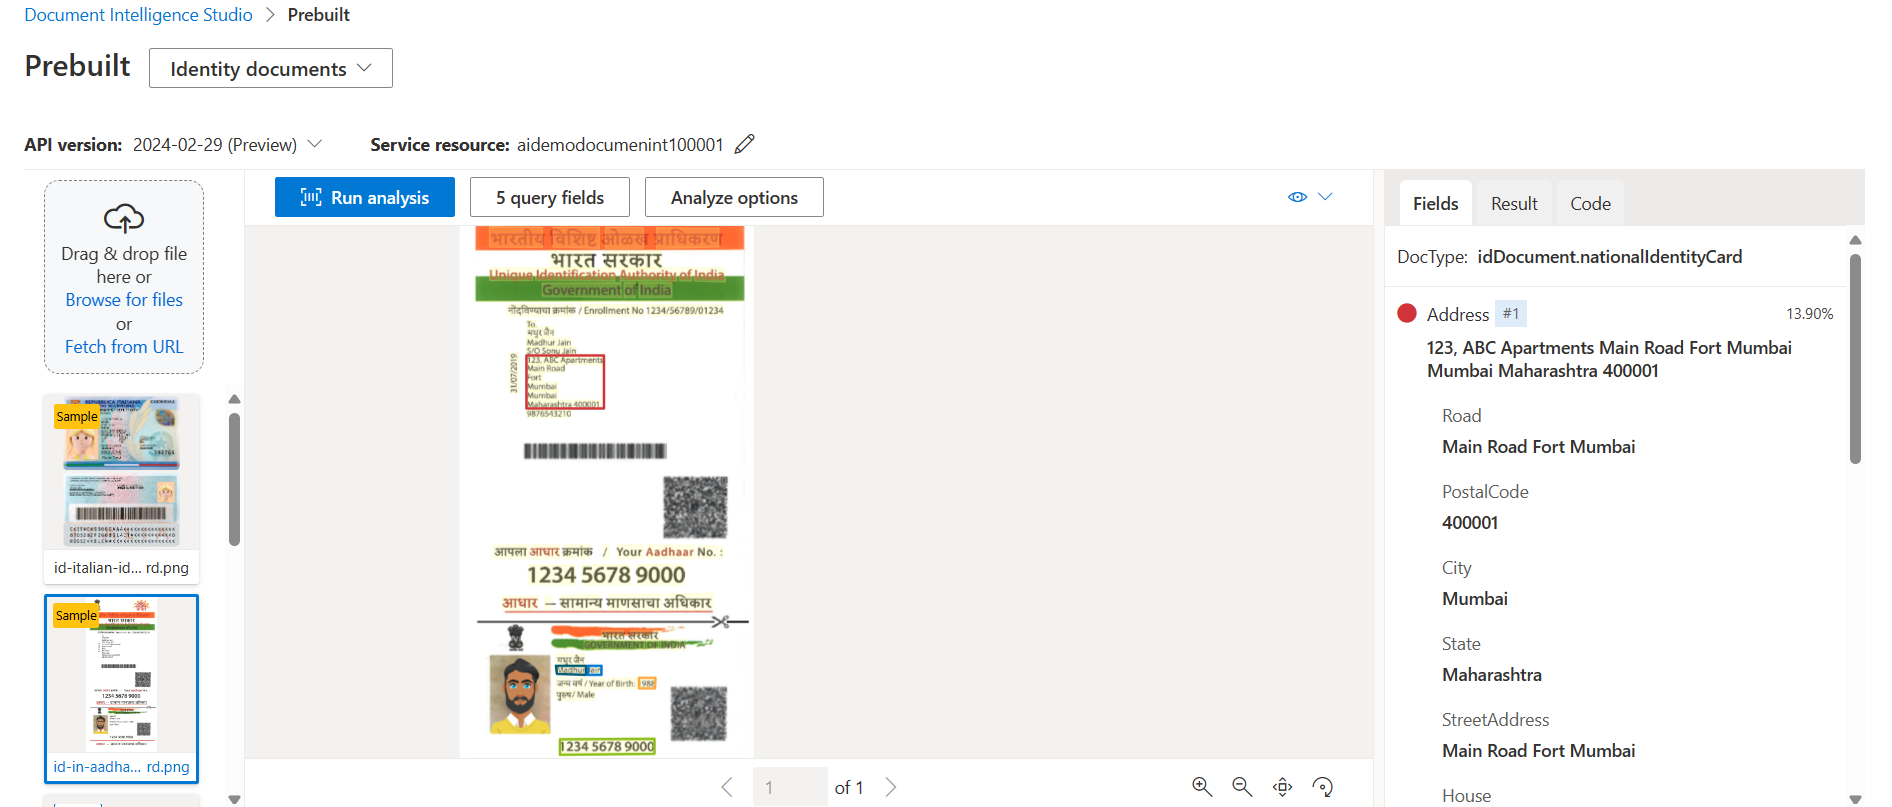 Document Intelligence Studio > Prebuilt
Prebuilt
Identity documents
API version: 2024-02-29 (Preview)
Service resource: aidemodocumenint100001
Drag & drop file
here or
Browse for files
or
Fetch from URL
Sample
id-italian-id... rd.png
Sample
id-in-aadha... rd.png
Run analysis
5 query fields
Analyze options
भारतीय विशिष्ट ओळख प्राधिकरण
भारत सरकार
Unique Identification Authority of India
Government of India
नोंदविण्याचा क्रमांक / Enrollment No 1234/56789/01234
To,
मधुर जैन
Madhur Jain
S/O Sonu Jain
123, ABC Apartments
Main Road
Fort
Mumbai
Mumbai
Maharashtra 400001
9876543210
31/07/2019
आपला आधार क्रमांक / Your Aadhaar No. :
1234 5678 9000
आधार — सामान्य माणसाचा अधिकार
भारत सरकार
GOVERNMENT OF INDIA
मधुर जैन
Madhur Jain
जन्म वर्ष / Year of Birth:
पुरुष/ Male
1234 5678 9000
1 of 1
Fields
Result
Code
DocType: idDocument.nationalIdentityCard
Address #1 13.90%
123, ABC Apartments Main Road Fort Mumbai
Mumbai Maharashtra 400001
Road
Main Road Fort Mumbai
PostalCode
400001
City
Mumbai
State
Maharashtra
StreetAddress
Main Road Fort Mumbai
House